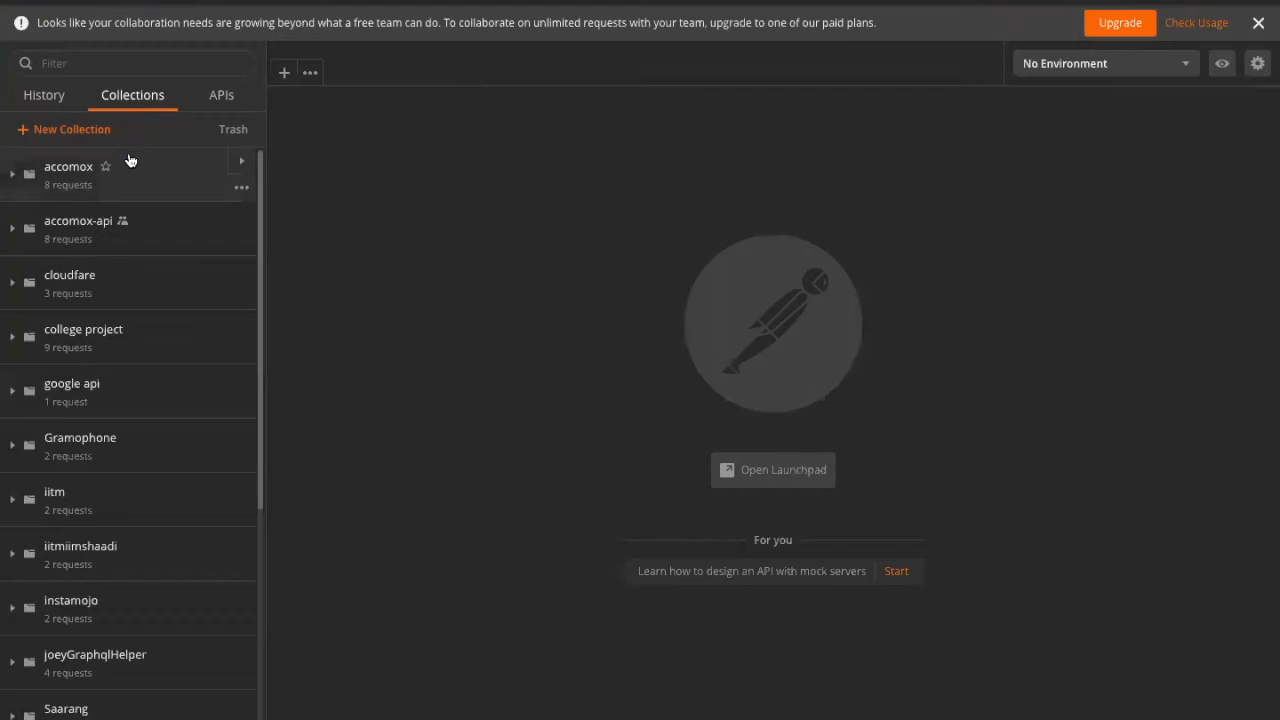 Looks like your collaboration needs are growing beyond what a free team can do. To collaborate on unlimited requests with your team, upgrade to one of our paid plans.
Upgrade
Check Usage
Filter
No Environment
History
Collections
APIs
+ New Collection
Trash
accomox
8 requests
accomox-api
8 requests
cloudfare
3 requests
college project
9 requests
google api
1 request
Gramophone
2 requests
iitm
2 requests
iitmiimshaadi
2 requests
instamojo
2 requests
joeyGraphqlHelper
4 requests
Saarang
Open Launchpad
For you
Learn how to design an API with mock servers
Start